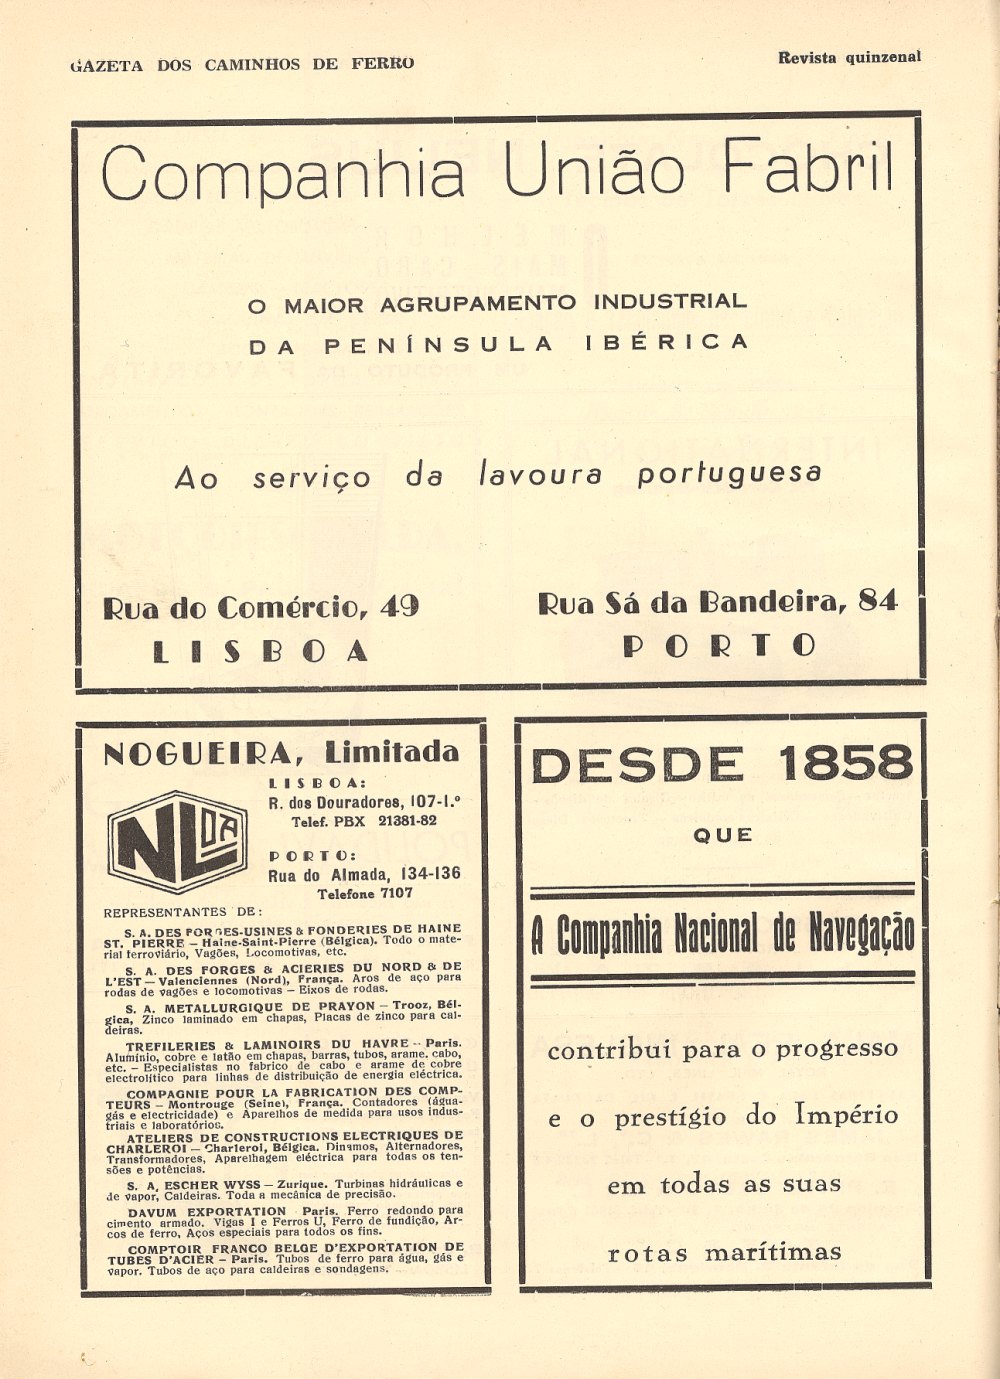 GAZETA DOS CAMINHOS DE FERRO
Revista quinzenal
Companhia União Fabril
O MAIOR AGRUPAMENTO INDUSTRIAL
DA PENÍNSULA IBÉRICA
Ao serviço da lavoura portuguesa
Rua do Comércio, 49
LISBOA
Rua Sá da Bandeira, 84
PORTO
NOGUEIRA, Limitada
NLDA
LISBOA:
R. dos Douradores, 107-1.º
Telef. PBX 21381-82
PORTO:
Rua do Almada, 134-136
Telefone 7107
REPRESENTANTES DE:
S. A. DES FORGES-USINES & FONDERIES DE HAINE
ST. PIERRE — Haine-Saint-Pierre (Bélgica). Todo o mate-
rial ferroviário, Vagões, Locomotivas, etc.
S. A. DES FORGES & ACIERIES DU NORD & DE
L'EST — Valenciennes (Nord), França. Aros de aço para
rodas de vagões e locomotivas — Eixos de rodas.
S. A. METALLURGIQUE DE PRAYON — Trooz, Bél-
gica, Zinco laminado em chapas, Placas de zinco para cal-
deiras.
TREFILERIES & LAMINOIRS DU HAVRE -- Paris.
Alumínio, cobre e latão em chapas, barras, tubos, arame. cabo,
etc. — Especialistas no fabrico de cabo e arame de cobre
electrolítico para linhas de distribuição de energia eléctrica.
COMPAGNIE POUR LA FABRICATION DES COMP-
TEURS — Montrouge (Seine), França. Contadores (água-
gás e electricidade) e Aparelhos de medida para usos indus-
triais e laboratórios.
ATELIERS DE CONSTRUCTIONS ELECTRIQUES DE
CHARLEROI — Charleroi, Bélgica. Dinamos, Alternadores,
Transformadores, Aparelhagem eléctrica para todas os ten-
sões e potências.
S. A. ESCHER WYSS — Zurique. Turbinas hidráulicas e
de vapor, Caldeiras. Toda a mecânica de precisão.
DAVUM EXPORTATION Paris. Ferro redondo para
cimento armado. Vigas I e Ferros U, Ferro de fundição, Ar-
cos de ferro, Aços especiais para todos os fins.
COMPTOIR FRANCO BELGE D'EXPORTATION DE
TUBES D'ACIER — Paris. Tubos de ferro para água, gás e
vapor. Tubos de aço para caldeiras e sondagens.
DESDE 1858
QUE
A Companhia Nacional de Navegação
contribui para o progresso
e o prestígio do Império
em todas as suas
rotas marítimas